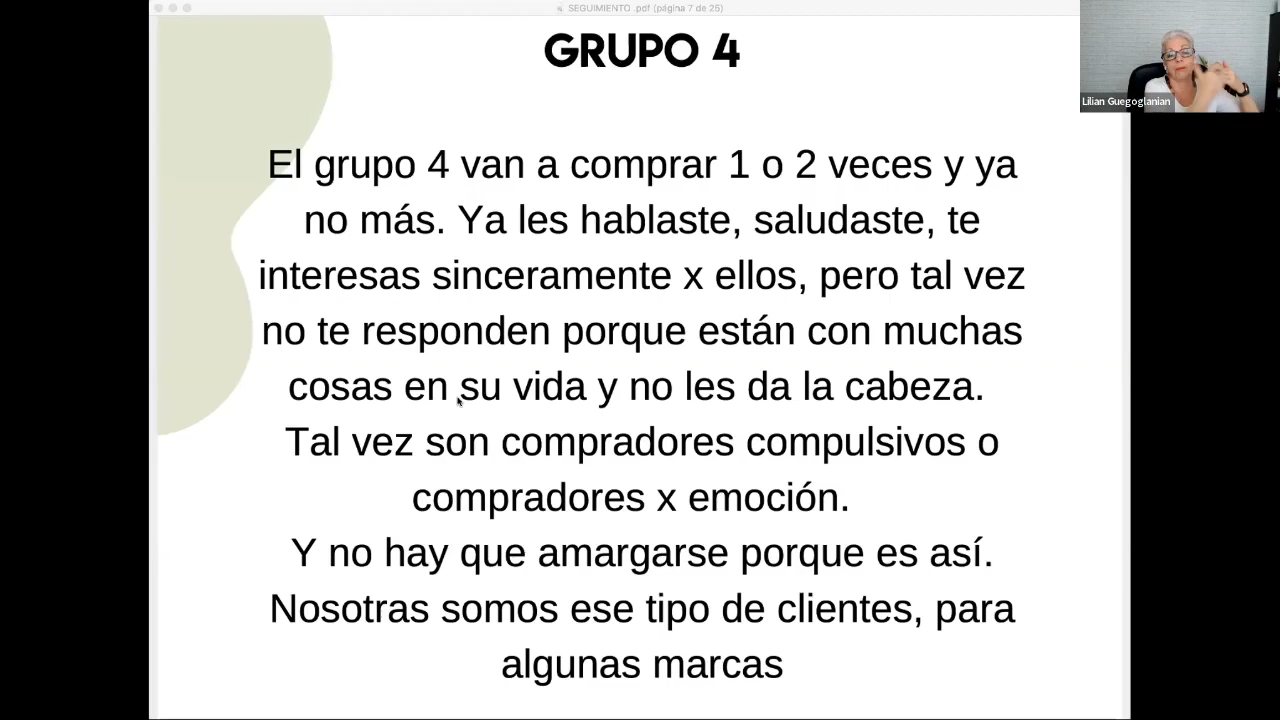 SEGUIMIENTO .pdf (página 7 de 25)
GRUPO 4
Lilian Guegoglanian
El grupo 4 van a comprar 1 o 2 veces y ya
no más. Ya les hablaste, saludaste, te
interesas sinceramente x ellos, pero tal vez
no te responden porque están con muchas
cosas en su vida y no les da la cabeza.
Tal vez son compradores compulsivos o
compradores x emoción.
Y no hay que amargarse porque es así.
Nosotras somos ese tipo de clientes, para
algunas marcas